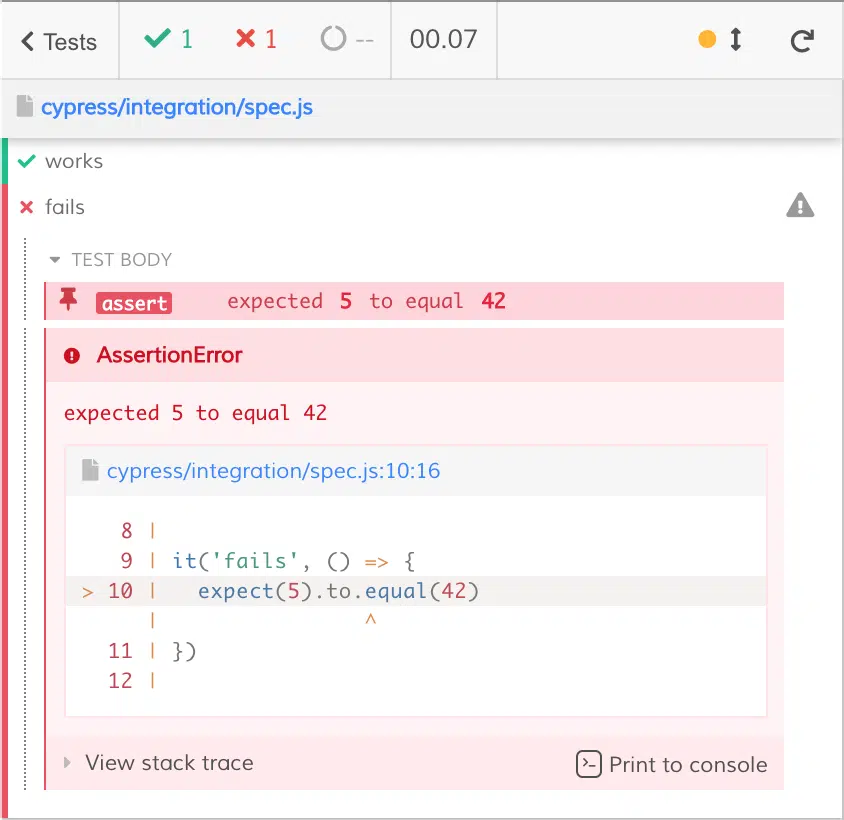 Tests 1 1 -- 00.07
cypress/integration/spec.js
works
fails
TEST BODY
assert expected 5 to equal 42
AssertionError
expected 5 to equal 42
cypress/integration/spec.js:10:16
8 |
9 | it('fails', () => {
> 10 |   expect(5).to.equal(42)
| ^
11 | })
12 |
View stack trace Print to console